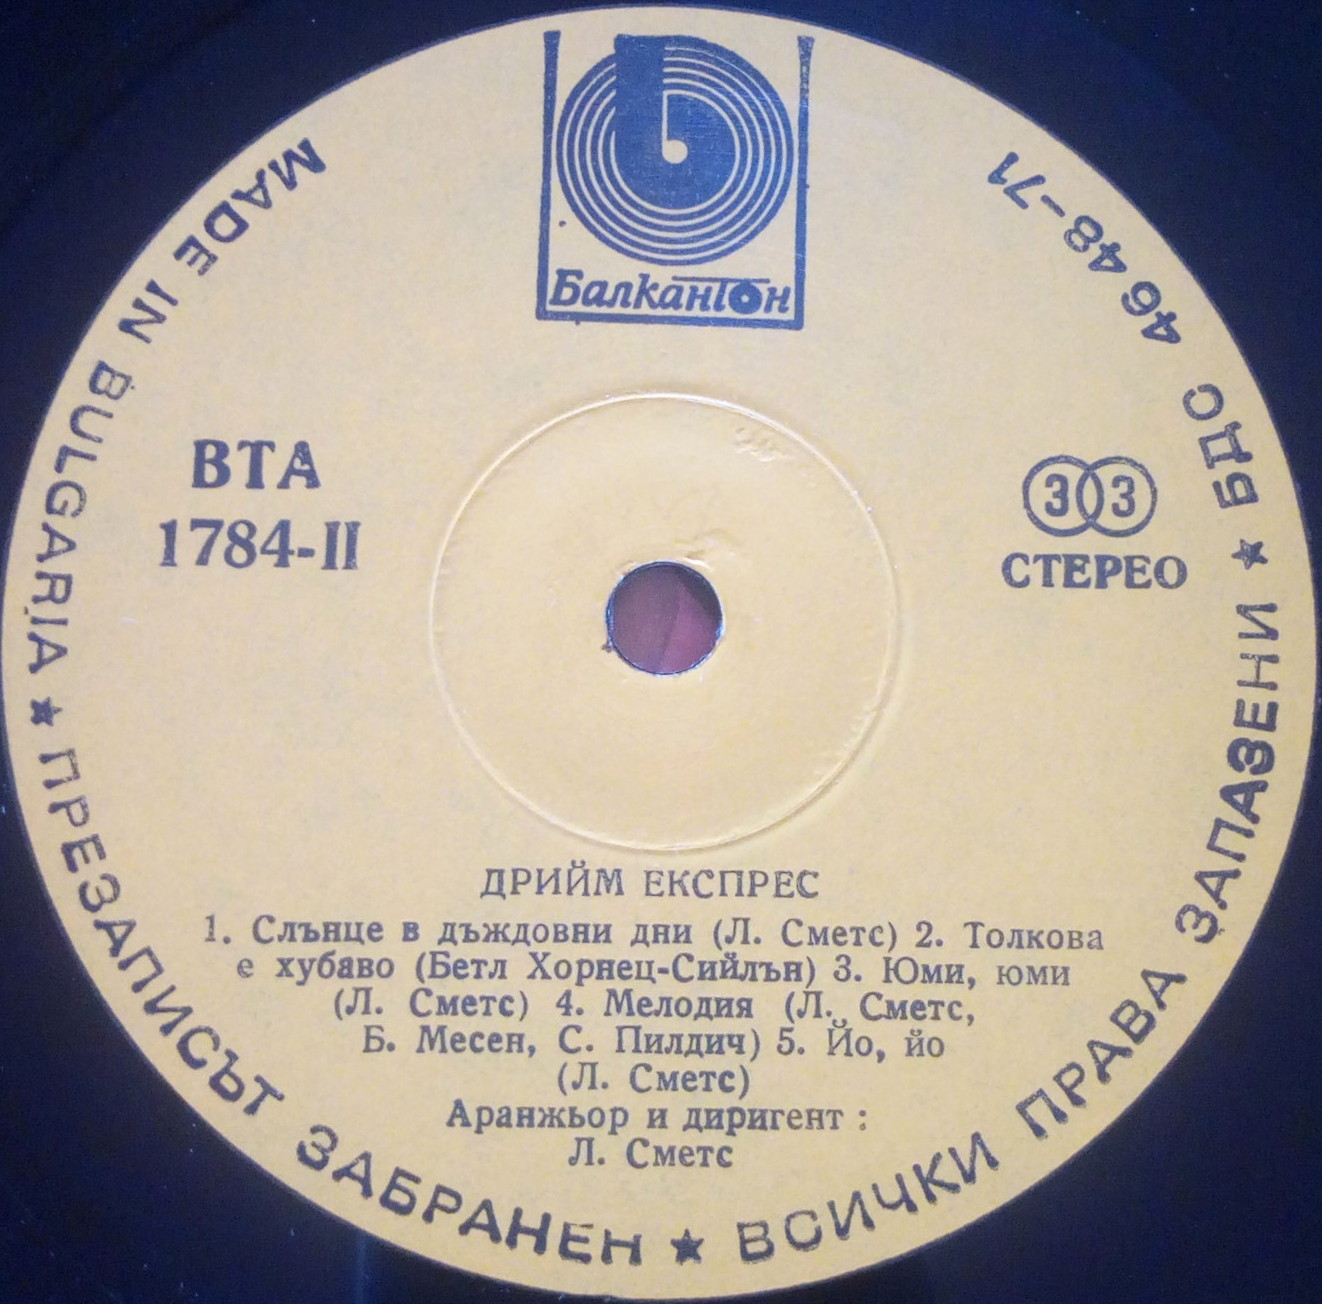 Балкантон
MADE IN BULGARIA ★ ПРЕЗАПИСЪТ ЗАБРАНЕН ★ ВСИЧКИ ПРАВА ЗАПАЗЕНИ ★ БДС 4648-71
ВТА
1784-II
33
СТЕРЕО
ДРИЙМ ЕКСПРЕС
1. Слънце в дъждовни дни (Л. Сметс) 2. Толкова
е хубаво (Бетл Хорнец-Сийлън) 3. Юми, юми
(Л. Сметс) 4. Мелодия (Л. Сметс,
Б. Месен, С. Пилдич) 5. Йо, йо
(Л. Сметс)
Аранжьор и диригент :
Л. Сметс